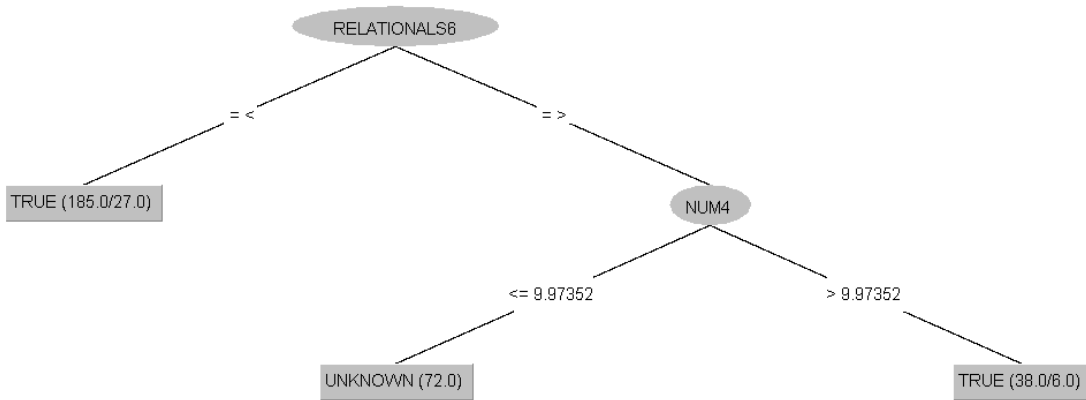 RELATIONALS6
= <
= >
TRUE (185.0/27.0)
NUM4
<= 9.97352
> 9.97352
UNKNOWN (72.0)
TRUE (38.0/6.0)